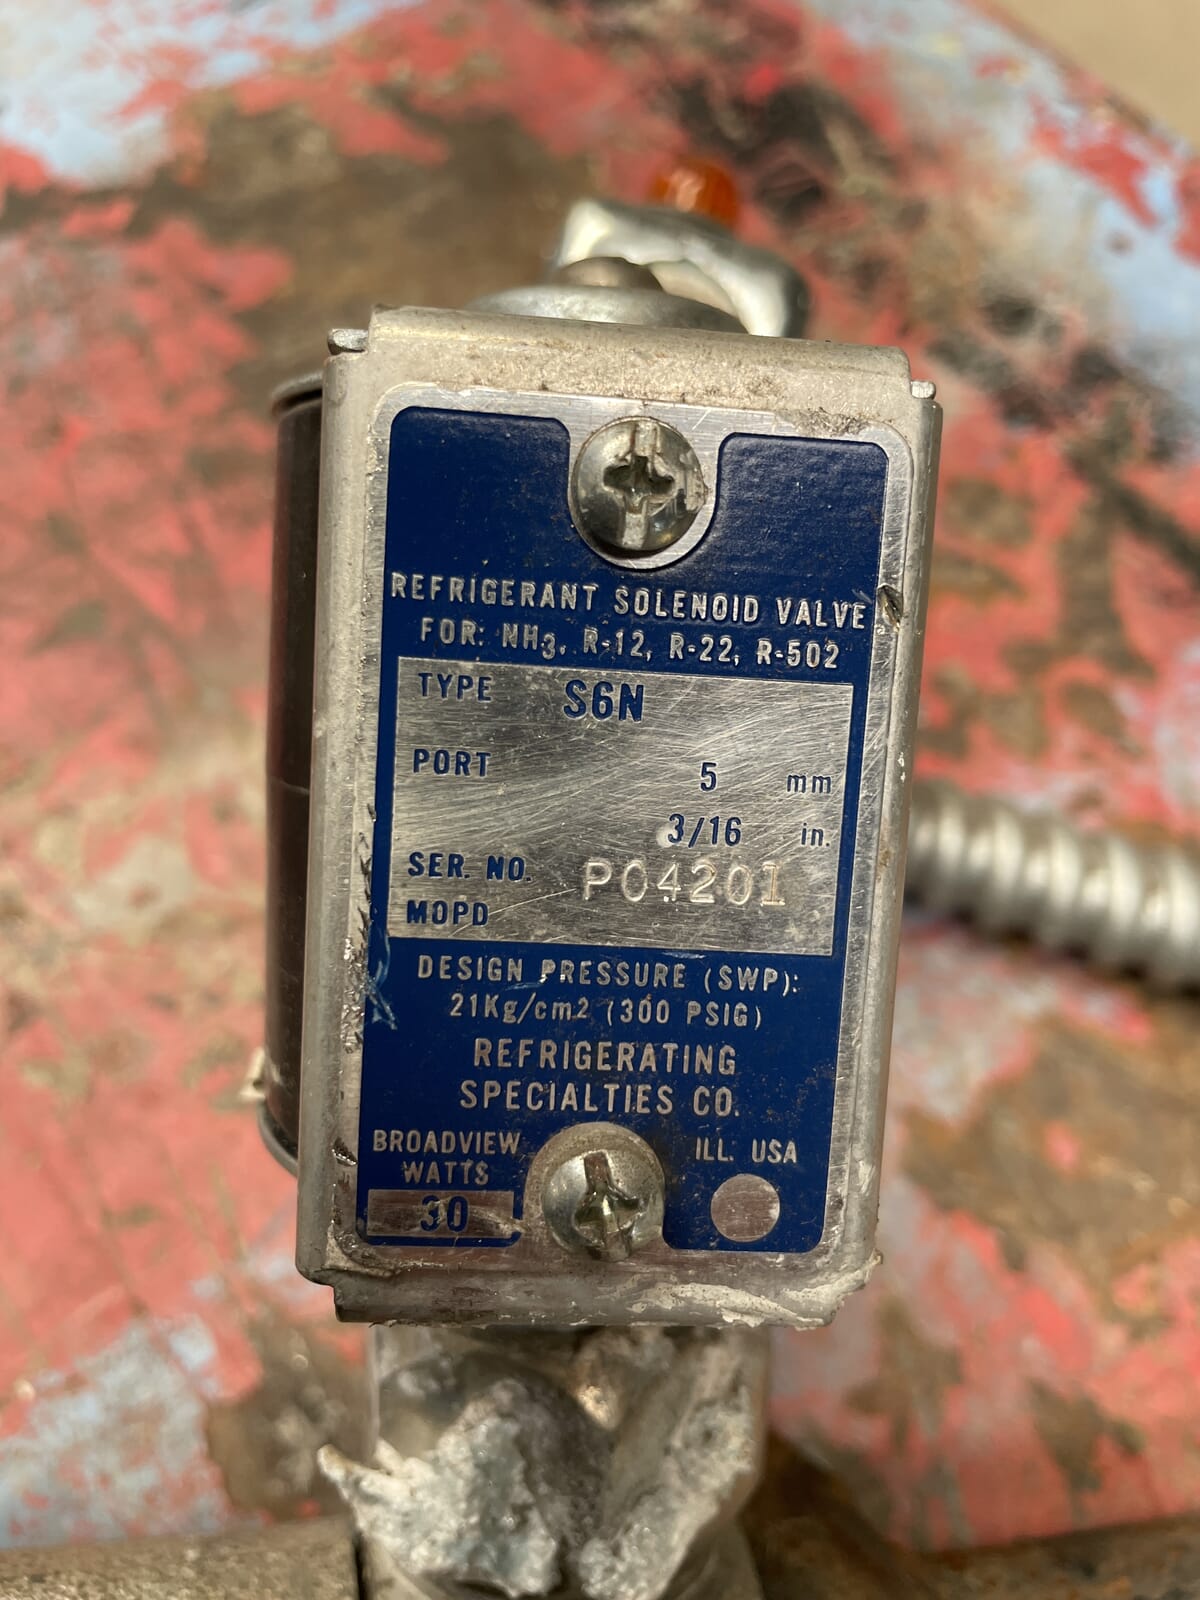 REFRIGERANT SOLENOID VALVE
FOR: NH3, R-12, R-22, R-502
TYPE S6N
PORT 5 mm
3/16 in.
SER. NO. P04201
MOPD
DESIGN PRESSURE (SWP):
21Kg/cm2 (300 PSIG)
REFRIGERATING
SPECIALTIES CO.
BROADVIEW ILL. USA
WATTS
30